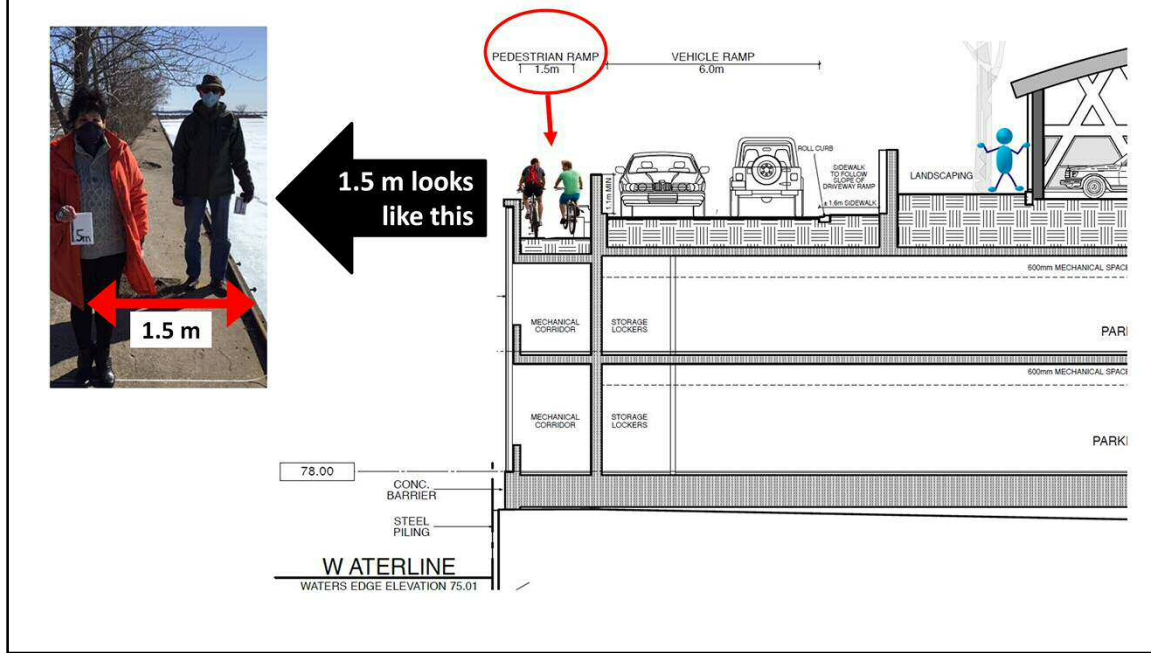 PEDESTRIAN RAMP
1.5m
VEHICLE RAMP
6.0m
1.5 m looks
like this
.5m
1.5 m
1.1m MIN
ROLL CURB
SIDEWALK
TO FOLLOW
SLOPE OF
DRIVEWAY RAMP
± 1.6m SIDEWALK
LANDSCAPING
600mm MECHANICAL SPACE
MECHANICAL
CORRIDOR
STORAGE
LOCKERS
PARI
600mm MECHANICAL SPACE
MECHANICAL
CORRIDOR
STORAGE
LOCKERS
PARKI
78.00
CONC.
BARRIER
STEEL
PILING
W ATERLINE
WATERS EDGE ELEVATION 75.01